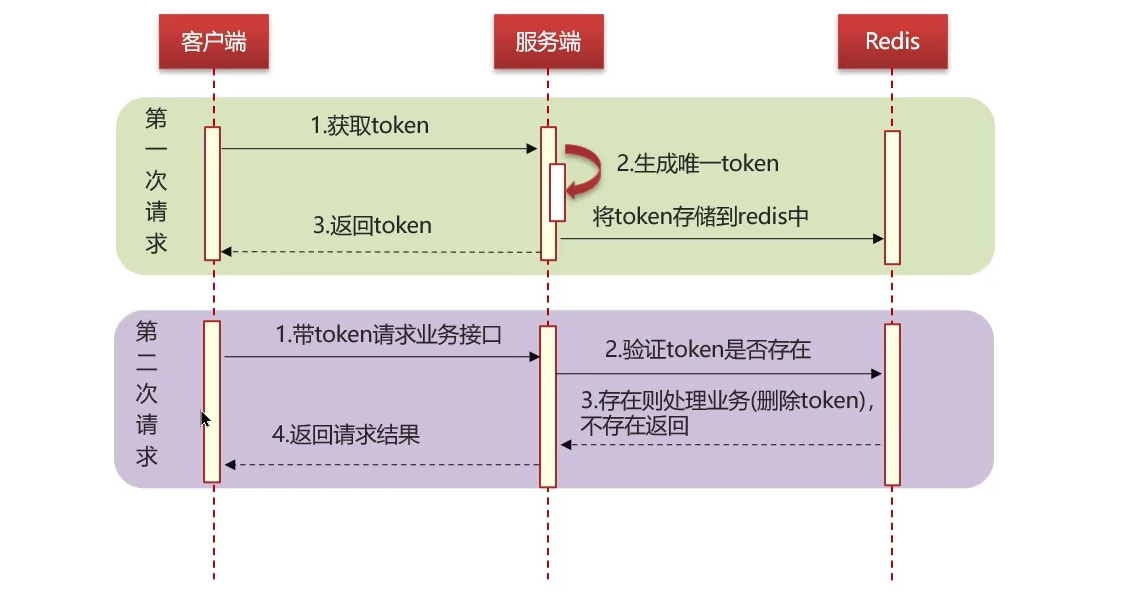 客户端
服务端
Redis
第一次请求
1.获取token
2.生成唯一token
将token存储到redis中
3.返回token
第二次请求
1.带token请求业务接口
2.验证token是否存在
3.存在则处理业务(删除token)，
不存在返回
4.返回请求结果